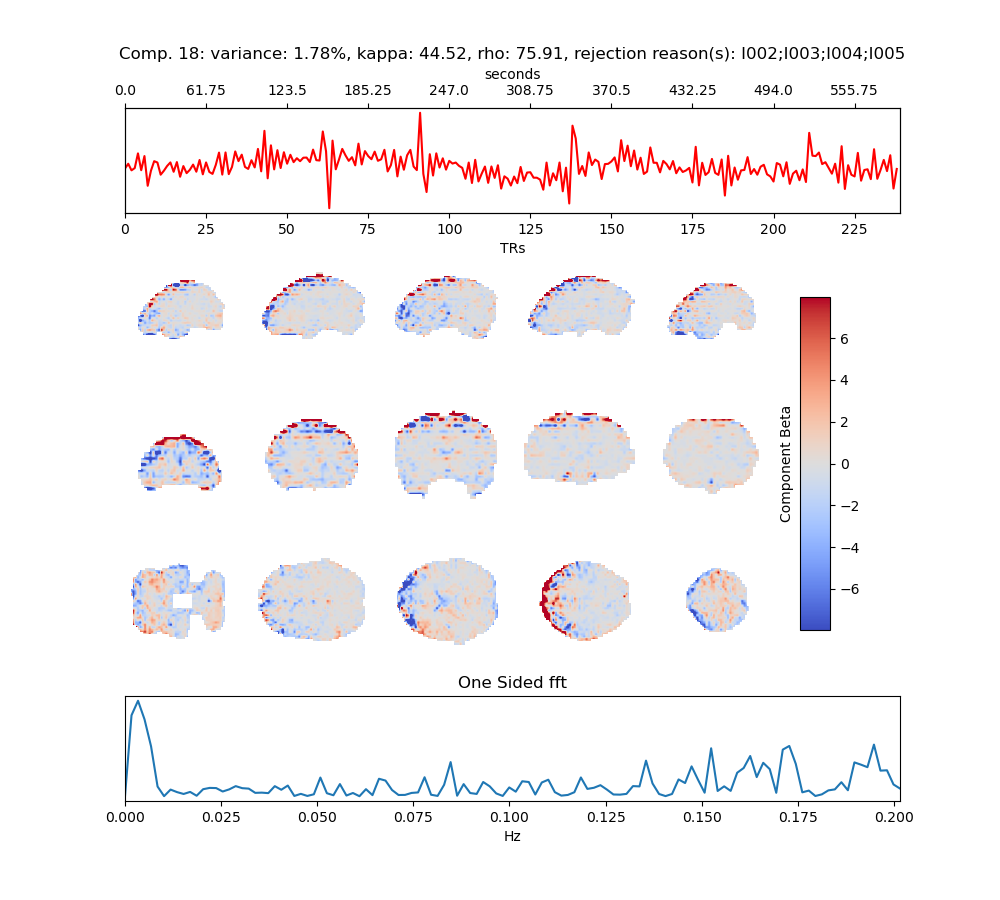 Comp. 18: variance: 1.78%, kappa: 44.52, rho: 75.91, rejection reason(s): I002;I003;I004;I005
seconds
0.0 61.75 123.5 185.25 247.0 308.75 370.5 432.25 494.0 555.75
0 25 50 75 100 125 150 175 200 225
TRs
6
4
2
0
−2
−4
−6
Component Beta
One Sided fft
0.000 0.025 0.050 0.075 0.100 0.125 0.150 0.175 0.200
Hz